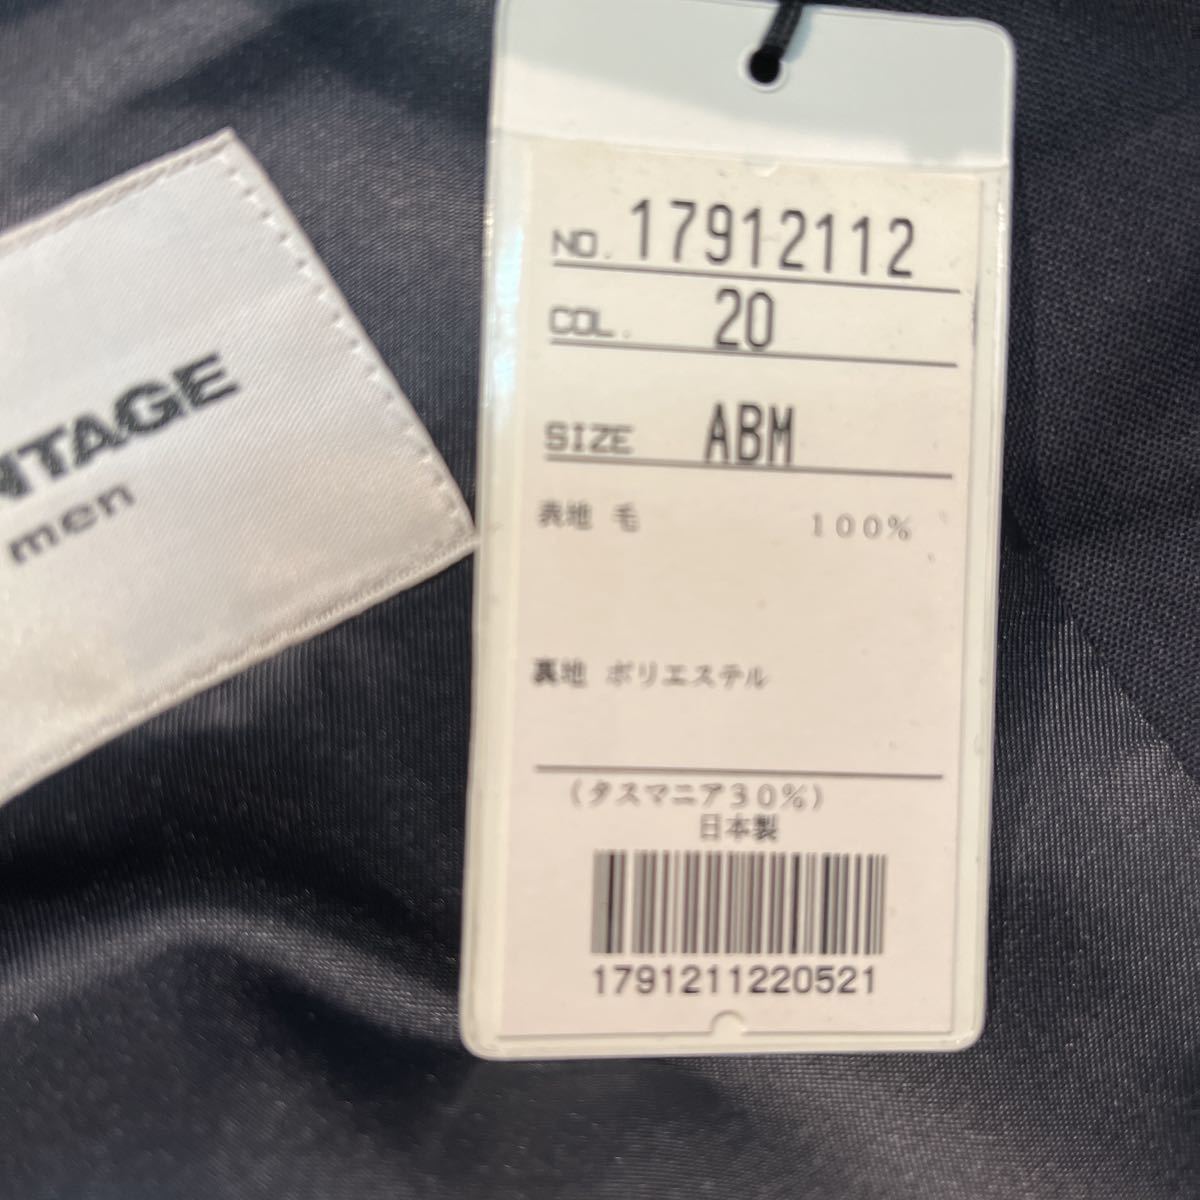 NTAGE
men
NO. 17912112
COL. 20
SIZE ABM
表地 毛 100%
裏地 ポリエステル
(タスマニア30%)
日本製
1791211220521